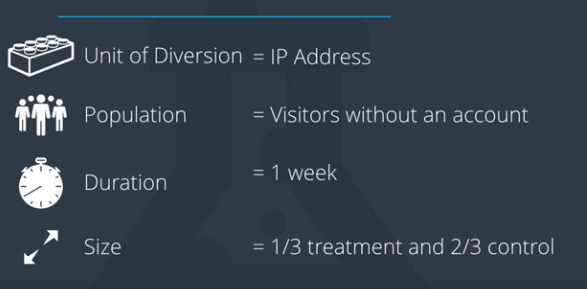 Unit of Diversion = IP Address
Population = Visitors without an account
Duration = 1 week
Size = 1/3 treatment and 2/3 control